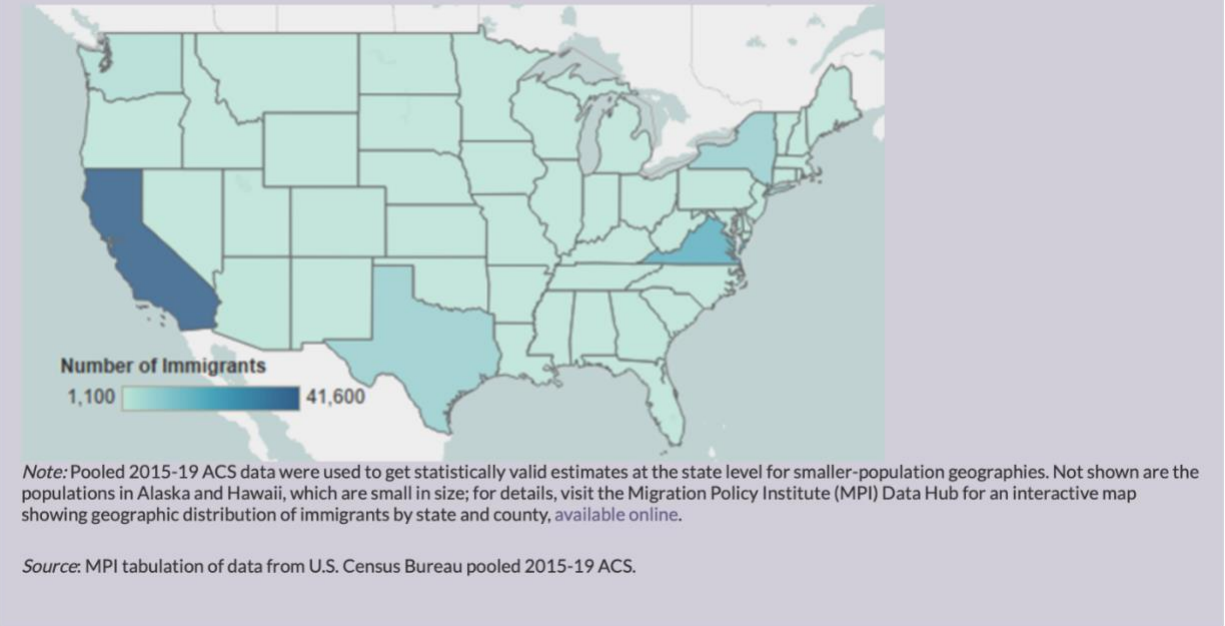 Number of Immigrants
1,100 41,600
Note: Pooled 2015-19 ACS data were used to get statistically valid estimates at the state level for smaller-population geographies. Not shown are the
populations in Alaska and Hawaii, which are small in size; for details, visit the Migration Policy Institute (MPI) Data Hub for an interactive map
showing geographic distribution of immigrants by state and county, available online.
Source: MPI tabulation of data from U.S. Census Bureau pooled 2015-19 ACS.